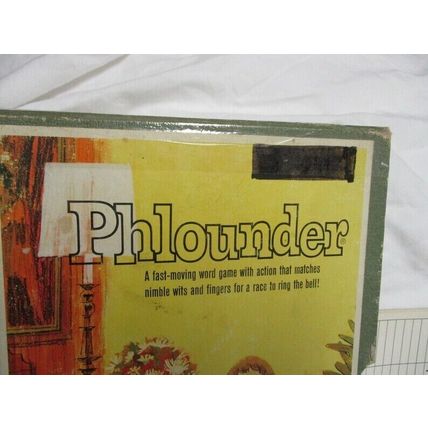 Phlounder®
A fast-moving word game with action that matches
nimble wits and fingers for a race to ring the bell!